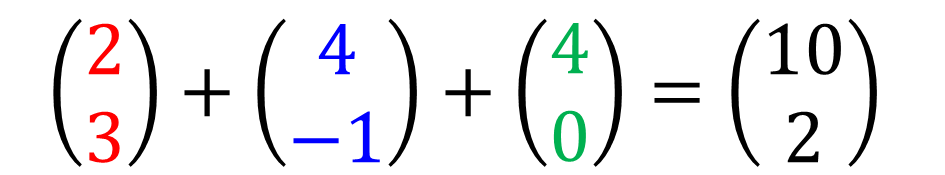 (2 3) + (4 −1) + (4 0) = (10 2)